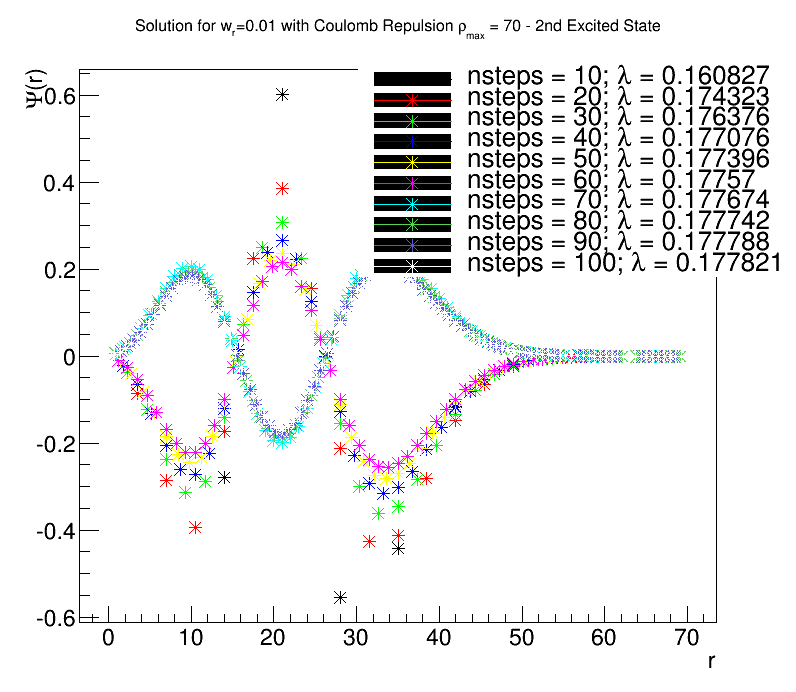 Solution for w_r=0.01 with Coulomb Repulsion ρ_max = 70 - 2nd Excited State
Ψ(r)
nsteps = 10; λ = 0.160827
nsteps = 20; λ = 0.174323
nsteps = 30; λ = 0.176376
nsteps = 40; λ = 0.177076
nsteps = 50; λ = 0.177396
nsteps = 60; λ = 0.17757
nsteps = 70; λ = 0.177674
nsteps = 80; λ = 0.177742
nsteps = 90; λ = 0.177788
nsteps = 100; λ = 0.177821
0.6
0.4
0.2
0
-0.2
-0.4
-0.6
0 10 20 30 40 50 60 70
r